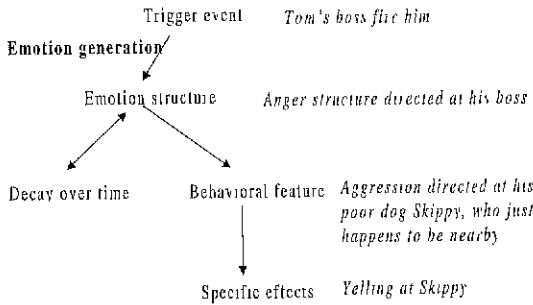 Trigger event Tom's boss fire him
Emotion generation
Emotion structure Anger structure directed at his boss
Decay over time Behavioral feature Aggression directed at his
poor dog Skippy, who just
happens to be nearby
Specific effects Yelling at Skippy